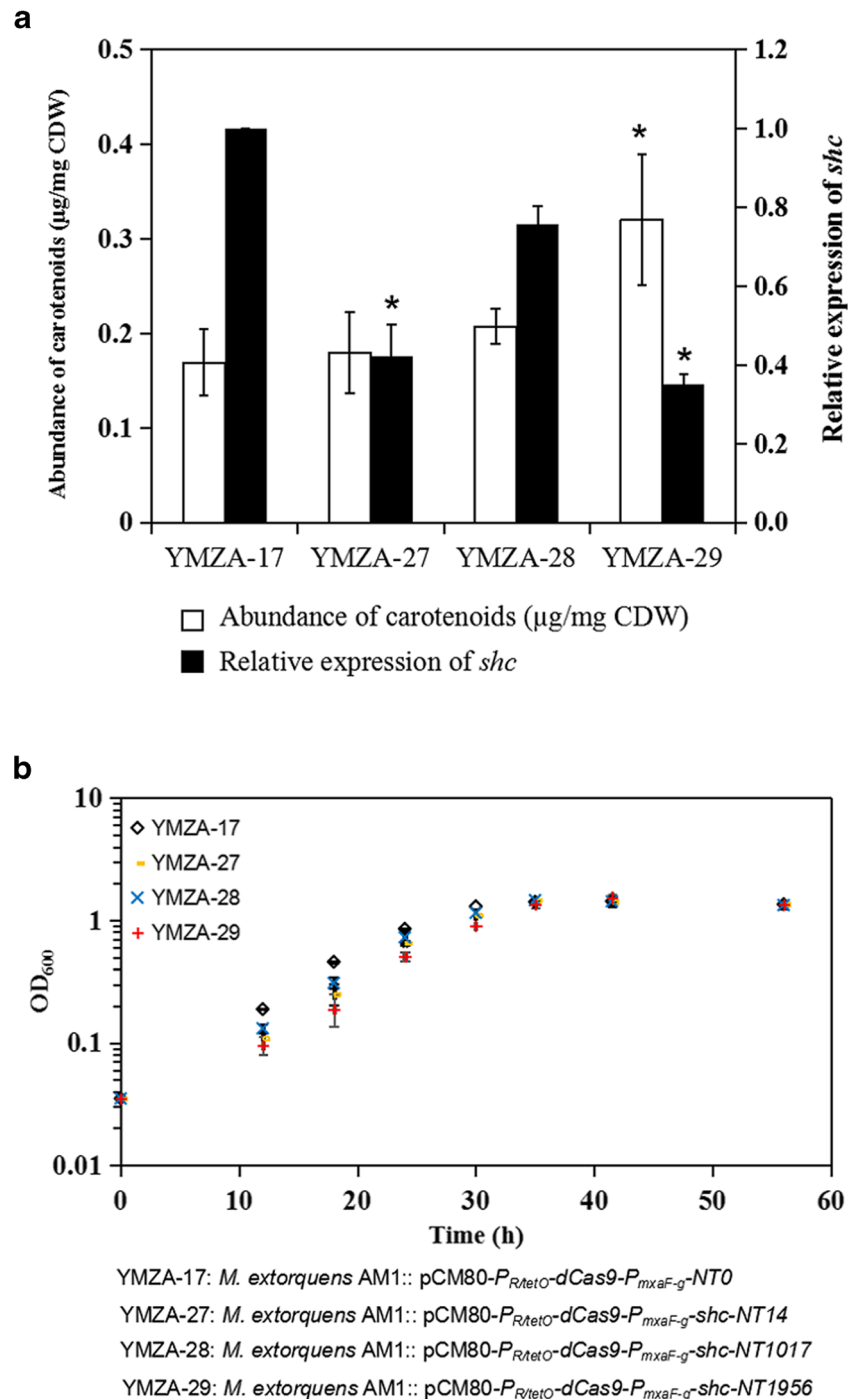 a
Abundance of carotenoids (µg/mg CDW)
0.5
0.4
0.3
0.2
0.1
0
1.2
1.0
0.8
0.6
0.4
0.2
0.0
Relative expression of shc
*
*
*
YMZA-17 YMZA-27 YMZA-28 YMZA-29
Abundance of carotenoids (µg/mg CDW)
Relative expression of shc
b
OD600
10
1
0.1
0.01
YMZA-17
YMZA-27
YMZA-28
YMZA-29
0 10 20 30 40 50 60
Time (h)
YMZA-17: M. extorquens AM1:: pCM80-PR/tetO-dCas9-PmxaF-g-NT0
YMZA-27: M. extorquens AM1:: pCM80-PR/tetO-dCas9-PmxaF-g-shc-NT14
YMZA-28: M. extorquens AM1:: pCM80-PR/tetO-dCas9-PmxaF-g-shc-NT1017
YMZA-29: M. extorquens AM1:: pCM80-PR/tetO-dCas9-PmxaF-g-shc-NT1956